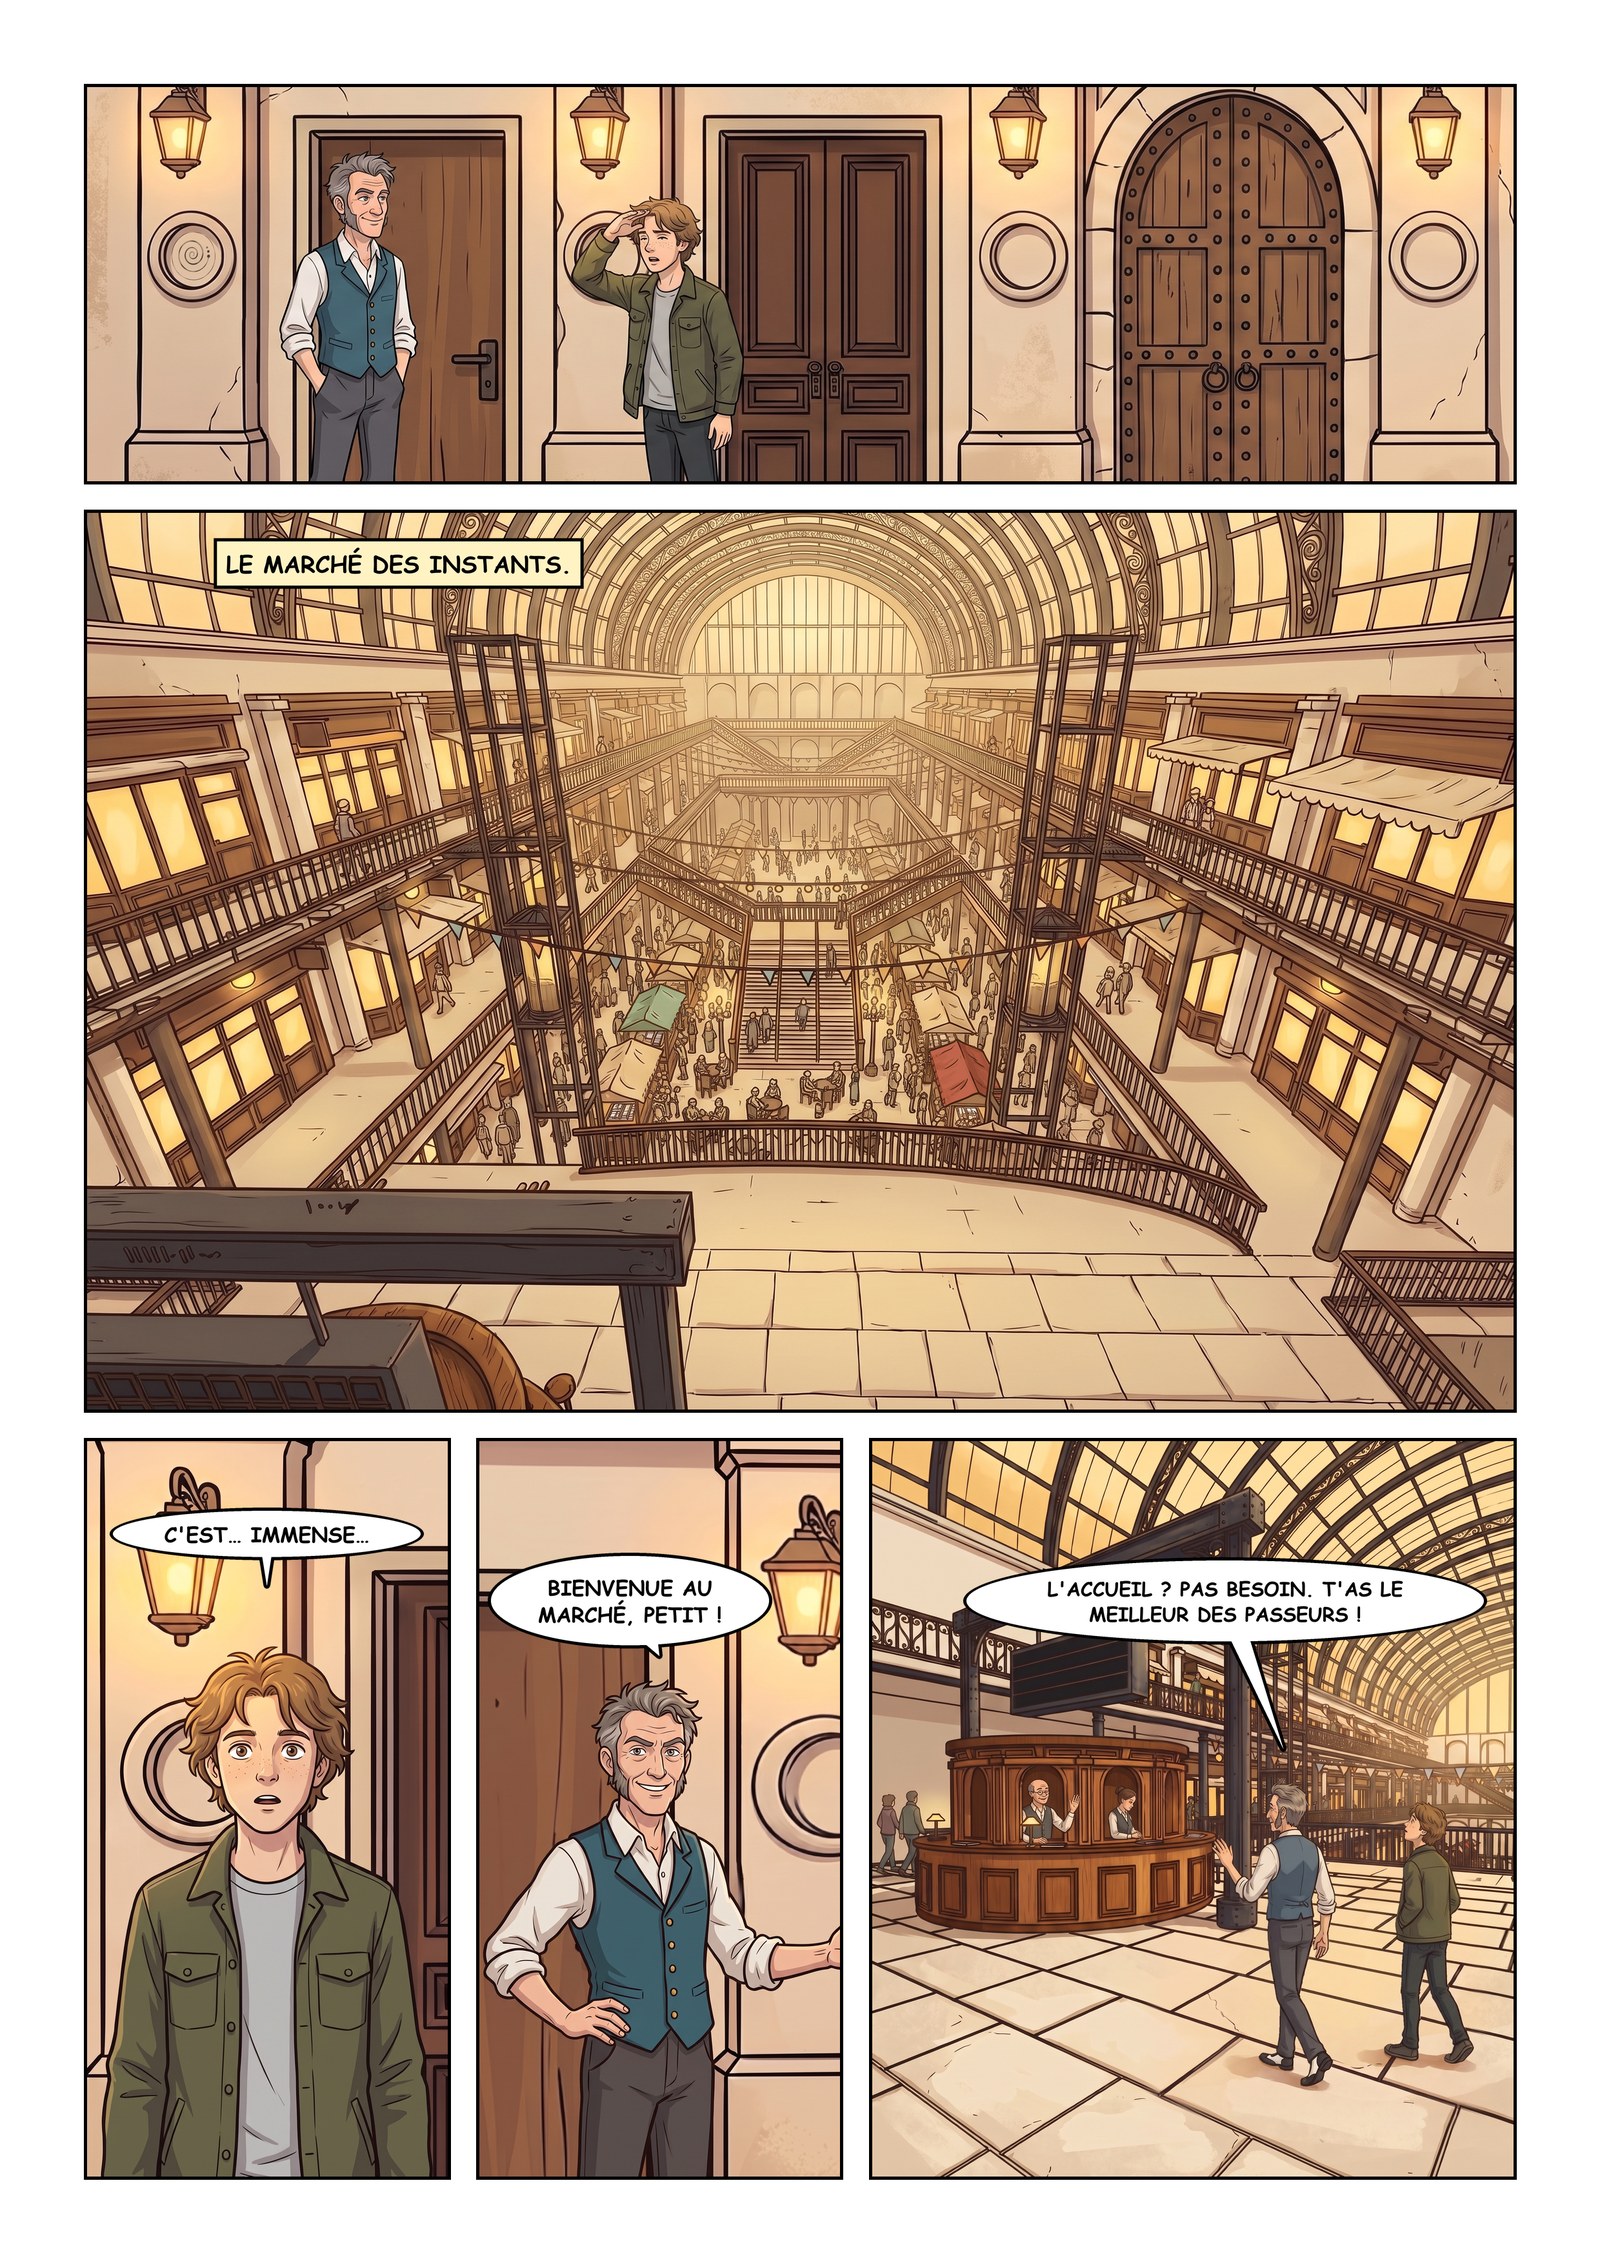 LE MARCHÉ DES INSTANTS.
C'EST... IMMENSE...
BIENVENUE AU
MARCHÉ, PETIT !
L'ACCUEIL ? PAS BESOIN. T'AS LE
MEILLEUR DES PASSEURS !